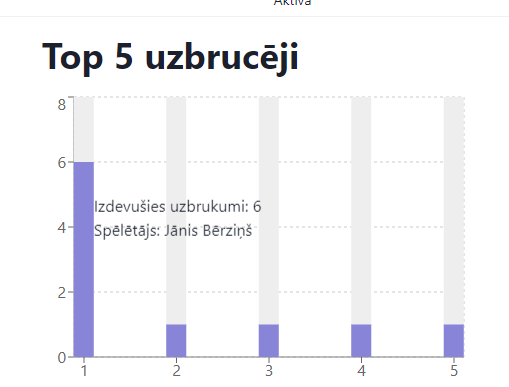 Aktīva
Top 5 uzbrucēji
8
6
Izdevušies uzbrukumi: 6
4
Spēlētājs: Jānis Bērziņš
2
0
1 2 3 4 5